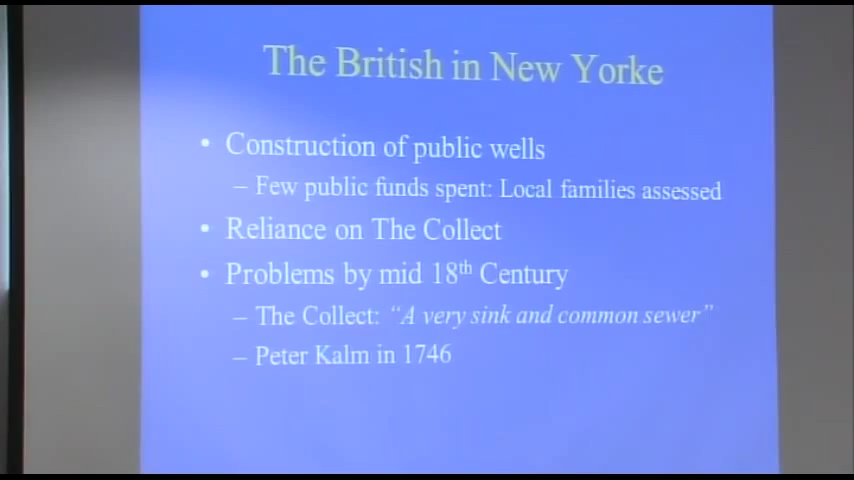 The British in New Yorke
• Construction of public wells
– Few public funds spent: Local families assessed
• Reliance on The Collect
• Problems by mid 18th Century
– The Collect: “A very sink and common sewer”
– Peter Kalm in 1746